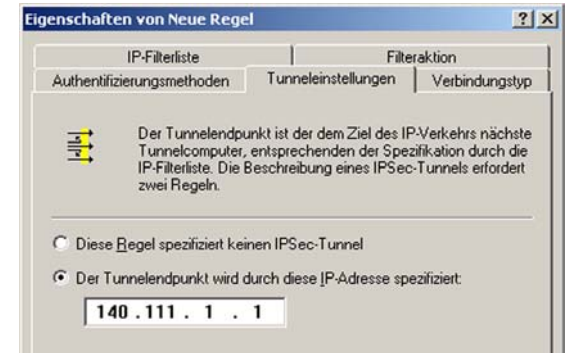 Eigenschaften von Neue Regel
IP-Filterliste
Filteraktion
Authentifizierungsmethoden
Tunneleinstellungen
Verbindungstyp
Der Tunnelendpunkt ist der dem Ziel des IP-Verkehrs nächste
Tunnelcomputer, entsprechenden der Spezifikation durch die
IP-Filterliste. Die Beschreibung eines IPSec-Tunnels erfordert
zwei Regeln.
Diese Regel spezifiziert keinen IPSec-Tunnel
Der Tunnelendpunkt wird durch diese IP-Adresse spezifiziert:
140 . 111 . 1 . 1